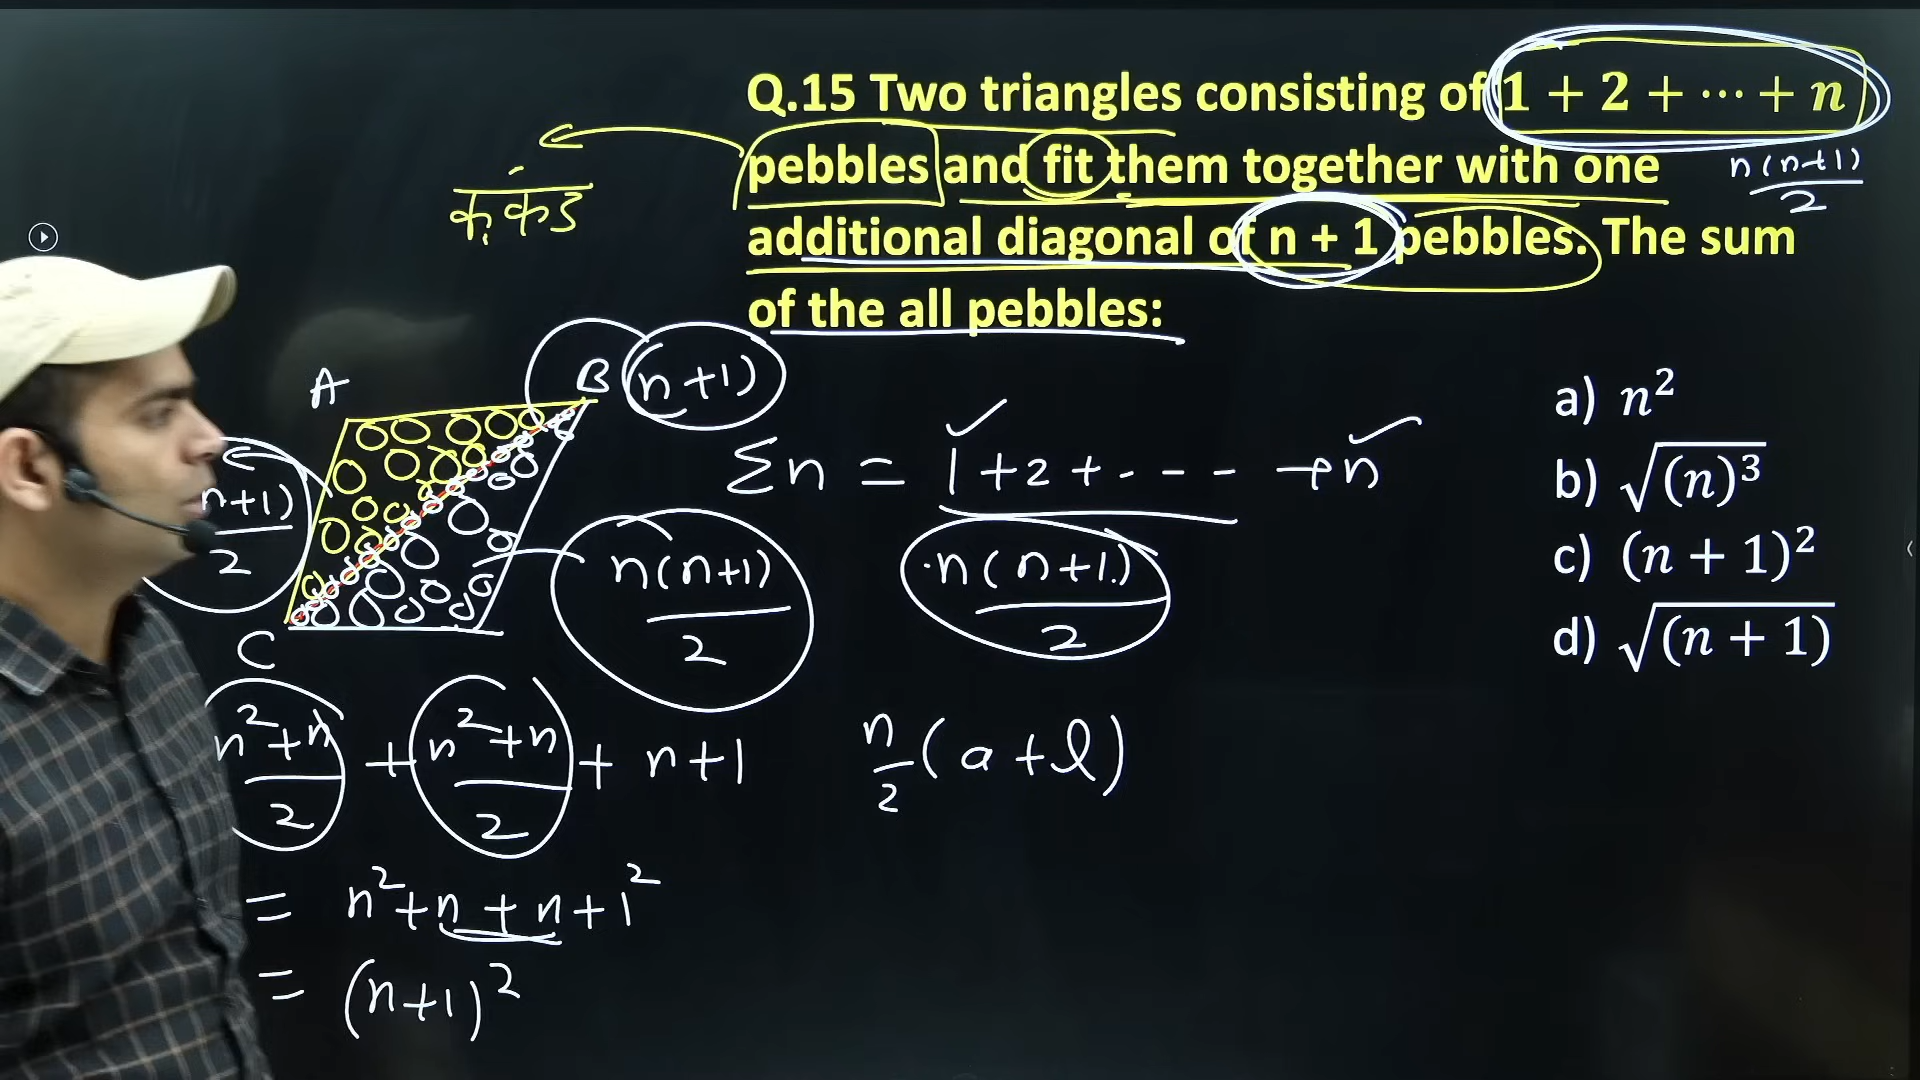 Q.15 Two triangles consisting of 1 + 2 + ⋯ + n
pebbles and fit them together with one
additional diagonal of n + 1 pebbles. The sum
of the all pebbles:
n(n+1)/2
कंकड
A
B (n+1)
C
n+1)/2
n(n+1)/2
Σn = 1+2+---→n
n(n+1)/2
a) n²
b) √(n)³
c) (n + 1)²
d) √(n + 1)
n²+n/2 + n²+n/2 + n+1
n/2(a+l)
= n²+n+n+1²
= (n+1)²